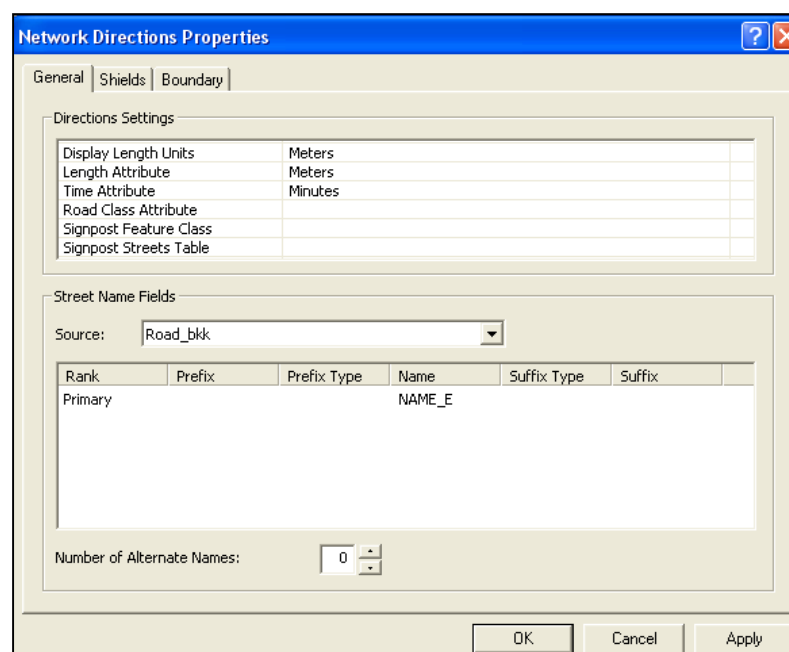 Network Directions Properties
General Shields Boundary
Directions Settings
Display Length Units Meters
Length Attribute Meters
Time Attribute Minutes
Road Class Attribute
Signpost Feature Class
Signpost Streets Table
Street Name Fields
Source: Road_bkk
Rank Prefix Prefix Type Name Suffix Type Suffix
Primary NAME_E
Number of Alternate Names: 0
OK Cancel Apply